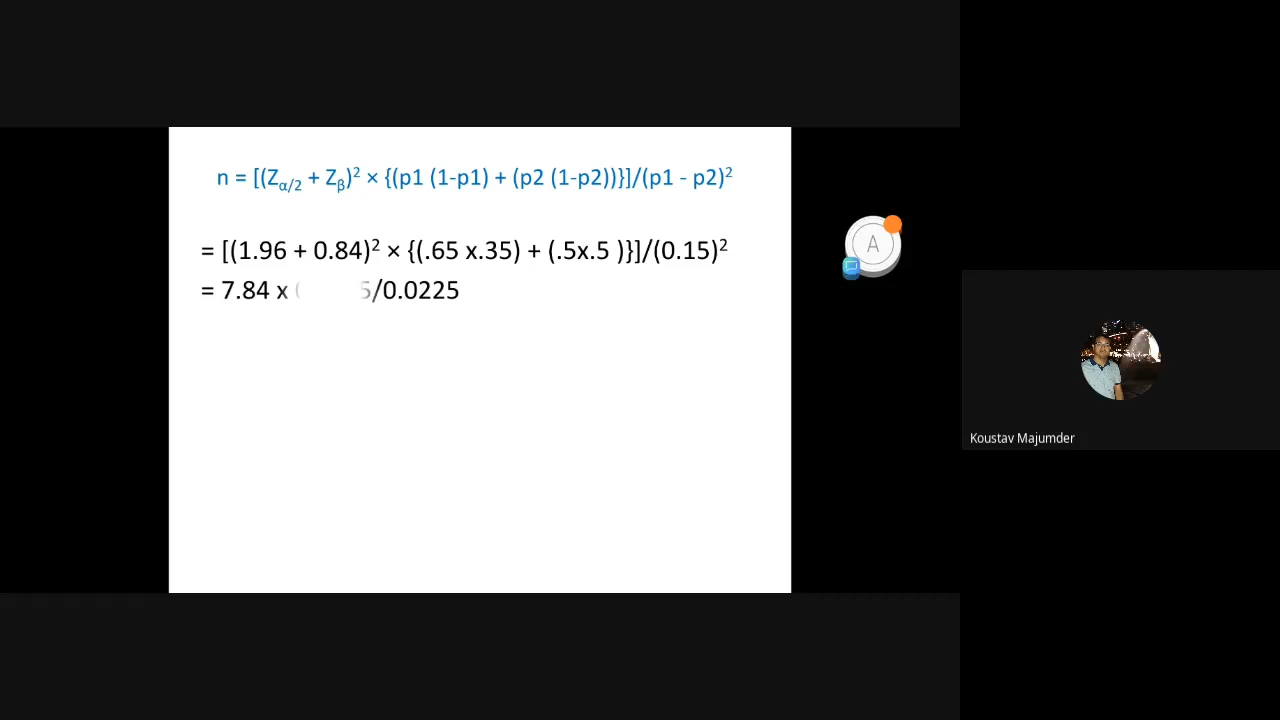 n = [(Zα/2 + Zβ)² × {(p1 (1-p1) + (p2 (1-p2))}]/(p1 - p2)²
= [(1.96 + 0.84)² × {(.65 x.35) + (.5x.5 )}]/(0.15)²
= 7.84 x 5/0.0225
A
Koustav Majumder